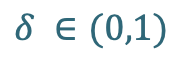 δ ∈ (0,1)